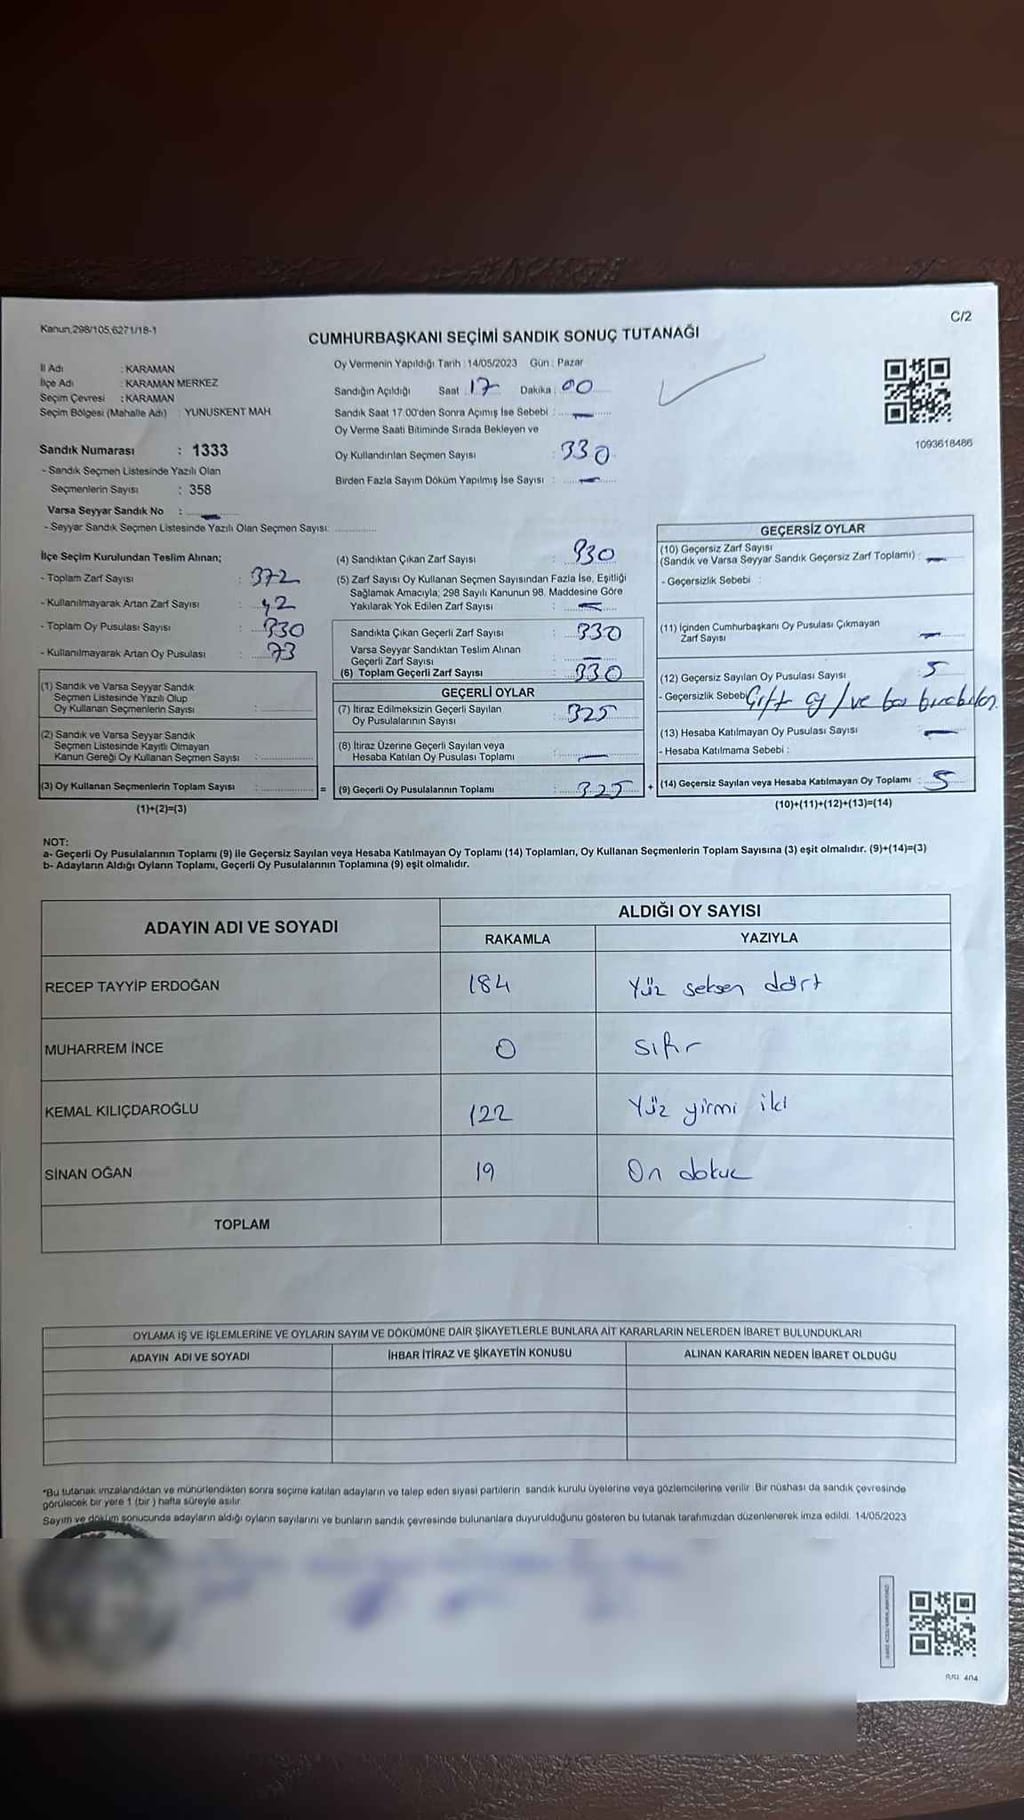 Kanun,298/105,6271/18-1
C/2
CUMHURBAŞKANI SEÇİMİ SANDIK SONUÇ TUTANAĞI
İl Adı : KARAMAN
İlçe Adı : KARAMAN MERKEZ
Seçim Çevresi : KARAMAN
Seçim Bölgesi (Mahalle Adı) : YUNUSKENT MAH
Sandık Numarası : 1333
- Sandık Seçmen Listesinde Yazılı Olan
Seçmenlerin Sayısı : 358
Varsa Seyyar Sandık No : —
- Seyyar Sandık Seçmen Listesinde Yazılı Olan Seçmen Sayısı:
Oy Vermenin Yapıldığı Tarih : 14/05/2023 Gün : Pazar
Sandığın Açıldığı Saat : 17 Dakika : 00
Sandık Saat 17:00'den Sonra Açımış İse Sebebi : —
Oy Verme Saati Bitiminde Sırada Bekleyen ve
Oy Kullandırılan Seçmen Sayısı : 330
Birden Fazla Sayım Döküm Yapılmış İse Sayısı : —
1093618486
İlçe Seçim Kurulundan Teslim Alınan;
- Toplam Zarf Sayısı : 372
- Kullanılmayarak Artan Zarf Sayısı : 42
- Toplam Oy Pusulası Sayısı : 330
- Kullanılmayarak Artan Oy Pusulası : 73
(1) Sandık ve Varsa Seyyar Sandık
Seçmen Listesinde Yazılı Olup
Oy Kullanan Seçmenlerin Sayısı :
(2) Sandık ve Varsa Seyyar Sandık
Seçmen Listesinde Kayıtlı Olmayan
Kanun Gereği Oy Kullanan Seçmen Sayısı :
(3) Oy Kullanan Seçmenlerin Toplam Sayısı : =
(1)+(2)=(3)
(4) Sandıktan Çıkan Zarf Sayısı : 330
(5) Zarf Sayısı Oy Kullanan Seçmen Sayısından Fazla İse, Eşitliği
Sağlamak Amacıyla, 298 Sayılı Kanunun 98. Maddesine Göre
Yakılarak Yok Edilen Zarf Sayısı : —
Sandıkta Çıkan Geçerli Zarf Sayısı : 330
Varsa Seyyar Sandıktan Teslim Alınan
Geçerli Zarf Sayısı : —
(6) Toplam Geçerli Zarf Sayısı : 330
GEÇERLİ OYLAR
(7) İtiraz Edilmeksizin Geçerli Sayılan
Oy Pusulalarının Sayısı : 325
(8) İtiraz Üzerine Geçerli Sayılan veya
Hesaba Katılan Oy Pusulası Toplamı : —
(9) Geçerli Oy Pusulalarının Toplamı : 325 +
GEÇERSİZ OYLAR
(10) Geçersiz Zarf Sayısı
(Sandık ve Varsa Seyyar Sandık Geçersiz Zarf Toplamı) : —
- Geçersizlik Sebebi :
(11) İçinden Cumhurbaşkanı Oy Pusulası Çıkmayan
Zarf Sayısı : —
(12) Geçersiz Sayılan Oy Pusulası Sayısı : 5
- Geçersizlik Sebebi Çift oy / ve boş
(13) Hesaba Katılmayan Oy Pusulası Sayısı : —
- Hesaba Katılmama Sebebi :
(14) Geçersiz Sayılan veya Hesaba Katılmayan Oy Toplamı : 5
(10)+(11)+(12)+(13)=(14)
NOT:
a- Geçerli Oy Pusulalarının Toplamı (9) ile Geçersiz Sayılan veya Hesaba Katılmayan Oy Toplamı (14) Toplamları, Oy Kullanan Seçmenlerin Toplam Sayısına (3) eşit olmalıdır. (9)+(14)=(3)
b- Adayların Aldığı Oyların Toplamı, Geçerli Oy Pusulalarının Toplamına (9) eşit olmalıdır.
ADAYIN ADI VE SOYADI
ALDIĞI OY SAYISI
RAKAMLA YAZIYLA
RECEP TAYYİP ERDOĞAN 184 Yüz seksen dört
MUHARREM İNCE 0 sıfır
KEMAL KILIÇDAROĞLU 122 Yüz yirmi iki
SİNAN OĞAN 19 On dokuz
TOPLAM
OYLAMA İŞ VE İŞLEMLERİNE VE OYLARIN SAYIM VE DÖKÜMÜNE DAİR ŞİKAYETLERLE BUNLARA AİT KARARLARIN NELERDEN İBARET BULUNDUKLARI
ADAYIN ADI VE SOYADI İHBAR İTİRAZ VE ŞİKAYETİN KONUSU ALINAN KARARIN NEDEN İBARET OLDUĞU
*Bu tutanak imzalandıktan ve mühürlendikten sonra seçime katılan adayların ve talep eden siyasi partilerin sandık kurulu üyelerine veya gözlemcilerine verilir. Bir nüshası da sandık çevresinde
görülecek bir yere 1 (bir) hafta süreyle asılır.
Sayım ve döküm sonucunda adayların aldığı oyların sayılarını ve bunların sandık çevresinde bulunanlara duyurulduğunu gösteren bu tutanak tarafımızdan düzenlenerek imza edildi. 14/05/2023